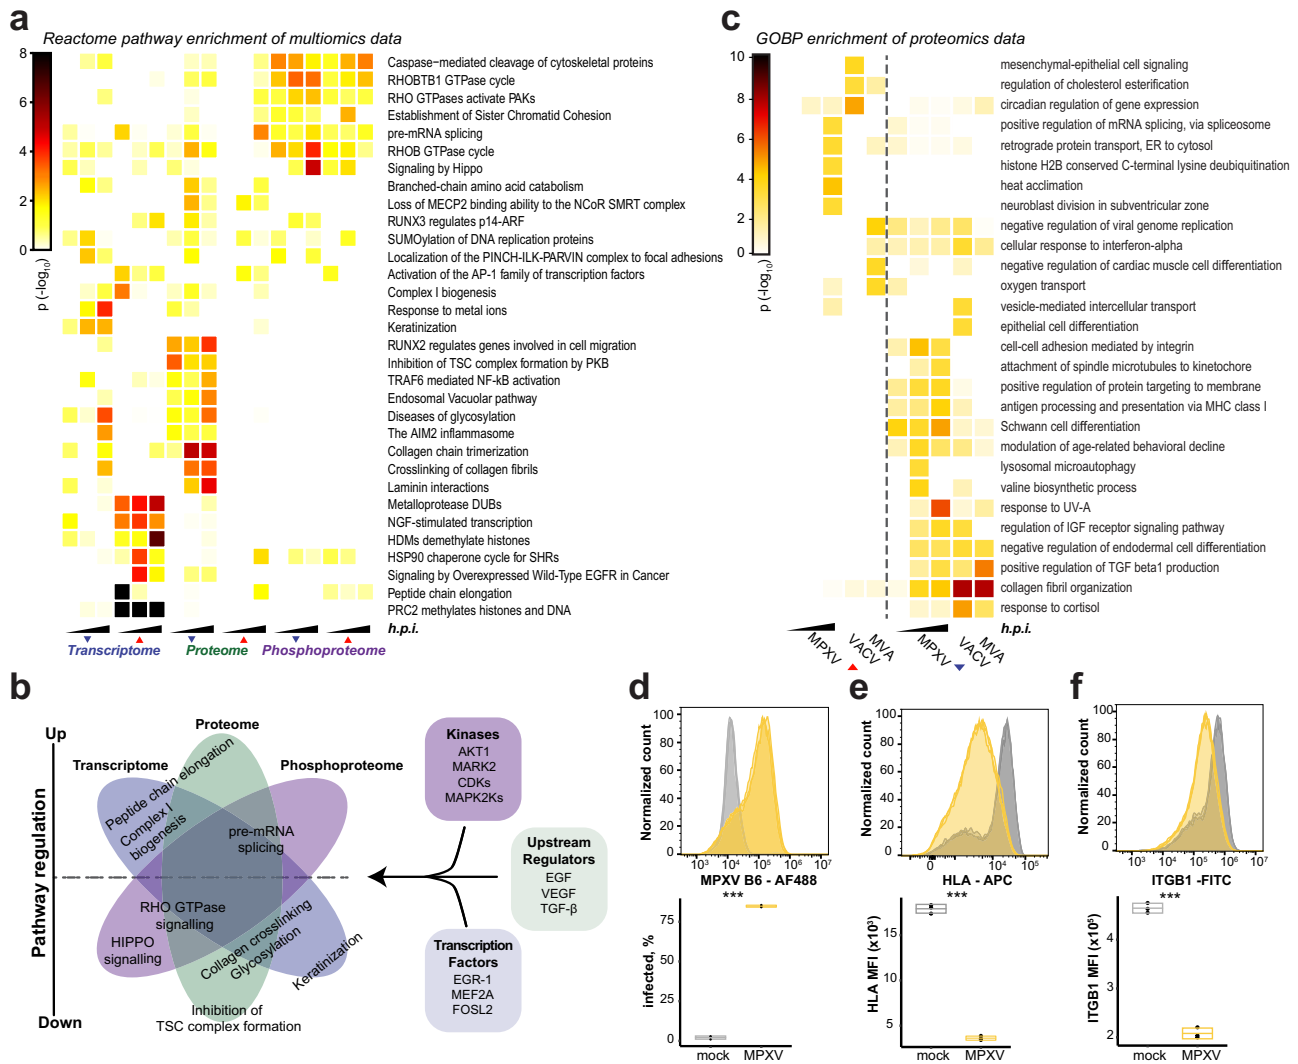 a
Reactome pathway enrichment of multiomics data
8
6
4
2
0
p (-log10)
Caspase−mediated cleavage of cytoskeletal proteins
RHOBTB1 GTPase cycle
RHO GTPases activate PAKs
Establishment of Sister Chromatid Cohesion
pre-mRNA splicing
RHOB GTPase cycle
Signaling by Hippo
Branched-chain amino acid catabolism
Loss of MECP2 binding ability to the NCoR SMRT complex
RUNX3 regulates p14-ARF
SUMOylation of DNA replication proteins
Localization of the PINCH-ILK-PARVIN complex to focal adhesions
Activation of the AP-1 family of transcription factors
Complex I biogenesis
Response to metal ions
Keratinization
RUNX2 regulates genes involved in cell migration
Inhibition of TSC complex formation by PKB
TRAF6 mediated NF-kB activation
Endosomal Vacuolar pathway
Diseases of glycosylation
The AIM2 inflammasome
Collagen chain trimerization
Crosslinking of collagen fibrils
Laminin interactions
Metalloprotease DUBs
NGF-stimulated transcription
HDMs demethylate histones
HSP90 chaperone cycle for SHRs
Signaling by Overexpressed Wild-Type EGFR in Cancer
Peptide chain elongation
PRC2 methylates histones and DNA
h.p.i.
Transcriptome
Proteome
Phosphoproteome
c
GOBP enrichment of proteomics data
10
8
6
4
2
0
p (-log10)
mesenchymal-epithelial cell signaling
regulation of cholesterol esterification
circadian regulation of gene expression
positive regulation of mRNA splicing, via spliceosome
retrograde protein transport, ER to cytosol
histone H2B conserved C-terminal lysine deubiquitination
heat acclimation
neuroblast division in subventricular zone
negative regulation of viral genome replication
cellular response to interferon-alpha
negative regulation of cardiac muscle cell differentiation
oxygen transport
vesicle-mediated intercellular transport
epithelial cell differentiation
cell-cell adhesion mediated by integrin
attachment of spindle microtubules to kinetochore
positive regulation of protein targeting to membrane
antigen processing and presentation via MHC class I
Schwann cell differentiation
modulation of age-related behavioral decline
lysosomal microautophagy
valine biosynthetic process
response to UV-A
regulation of IGF receptor signaling pathway
negative regulation of endodermal cell differentiation
positive regulation of TGF beta1 production
collagen fibril organization
response to cortisol
h.p.i.
MPXV
VACV
MVA
MPXV
VACV
MVA
b
Up
Pathway regulation
Down
Proteome
Transcriptome
Phosphoproteome
Peptide chain elongation
Complex I
biogenesis
pre-mRNA
splicing
RHO GTPase
signalling
HIPPO
signalling
Collagen crosslinking
Glycosylation
Keratinization
Inhibition of
TSC complex formation
Kinases
AKT1
MARK2
CDKs
MAPK2Ks
Upstream
Regulators
EGF
VEGF
TGF-β
Transcription
Factors
EGR-1
MEF2A
FOSL2
d
Normalized count
100
80
60
40
20
0
10³ 10⁴ 10⁵ 10⁶ 10⁷
MPXV B6 - AF488
***
infected, %
75
50
25
0
mock MPXV
e
Normalized count
100
80
60
40
20
0
0 10⁴ 10⁵
HLA - APC
***
HLA MFI (x10³)
15
10
5
mock MPXV
f
Normalized count
100
80
60
40
20
0
10³ 10⁴ 10⁵ 10⁶ 10⁷
ITGB1 -FITC
***
ITGB1 MFI (x10⁵)
4
3
2
mock MPXV